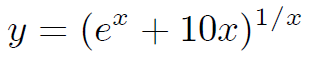 y = (e^x + 10x)^{1/x}